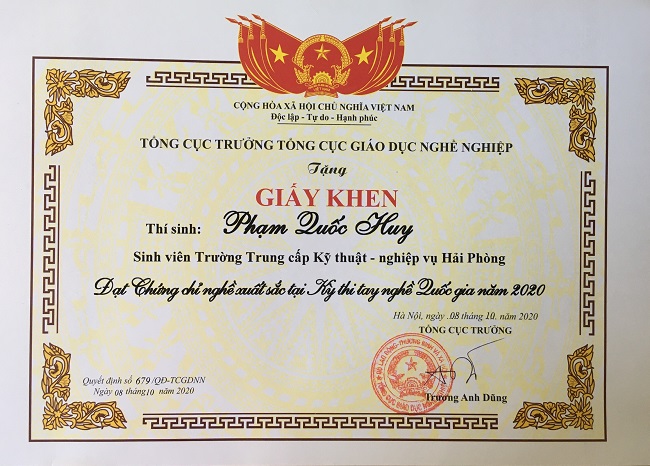 CỘNG HÒA XÃ HỘI CHỦ NGHĨA VIỆT NAM
Độc lập - Tự do - Hạnh phúc
TỔNG CỤC TRƯỞNG TỔNG CỤC GIÁO DỤC NGHỀ NGHIỆP
Tặng
GIẤY KHEN
Thí sinh: Phạm Quốc Huy
Sinh viên Trường Trung cấp Kỹ thuật - nghiệp vụ Hải Phòng
Đạt Chứng chỉ nghề xuất sắc tại Kỳ thi tay nghề Quốc gia năm 2020
Hà Nội, ngày .08 tháng 10. năm 2020
TỔNG CỤC TRƯỞNG
Trương Anh Dũng
Quyết định số 679/QĐ-TCGDNN
Ngày 08 tháng 10 năm 2020